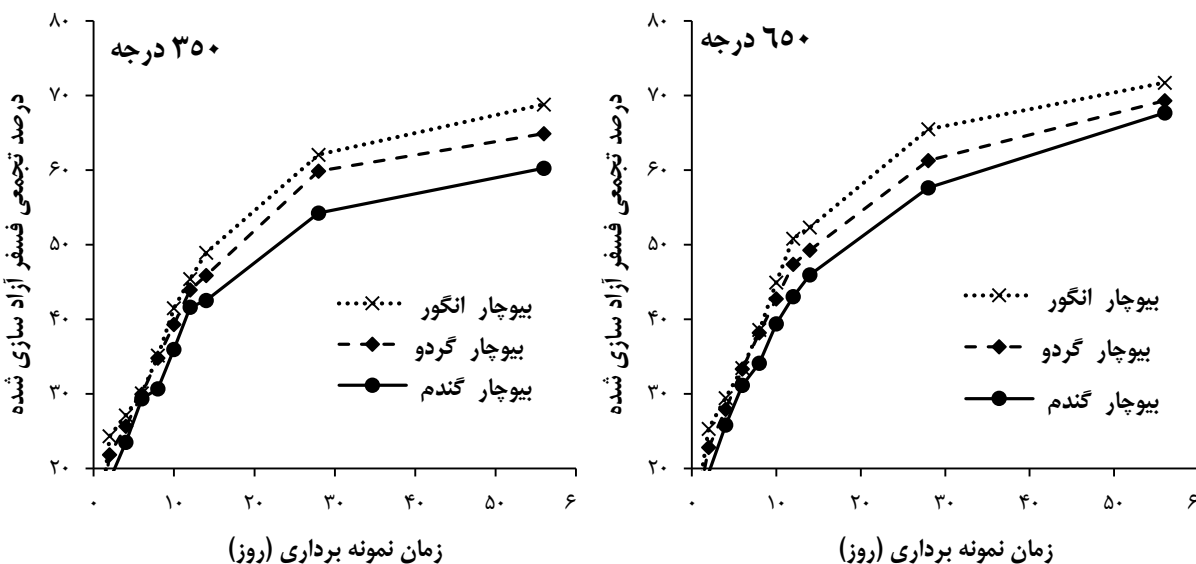 ۳۵۰ درجه
درصد تجمعی فسفر آزاد سازی شده
۸۰
۷۰
۶۰
۵۰
۴۰
۳۰
۲۰
بیوچار انگور
بیوچار گردو
بیوچار گندم
۰ ۱۰ ۲۰ ۳۰ ۴۰ ۵۰ ۶
زمان نمونه برداری (روز)
۶۵۰ درجه
درصد تجمعی فسفر آزاد سازی شده
۸۰
۷۰
۶۰
۵۰
۴۰
۳۰
۲۰
بیوچار انگور
بیوچار گردو
بیوچار گندم
۰ ۱۰ ۲۰ ۳۰ ۴۰ ۵۰ ۶
زمان نمونه برداری (روز)